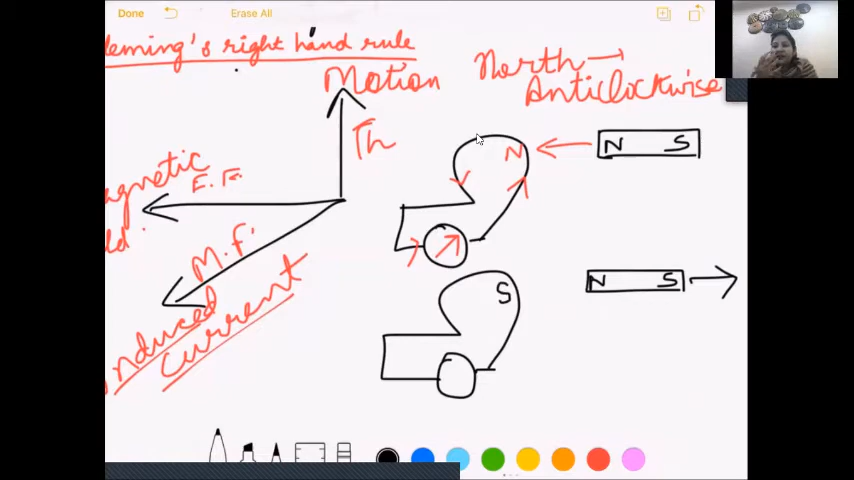 Done
Erase All
leming's right hand rule
Motion
North →
Anticlockwise
Th
agnetic
E.F.
ld
M.F.
nduced
Current
N
N S
S
N S